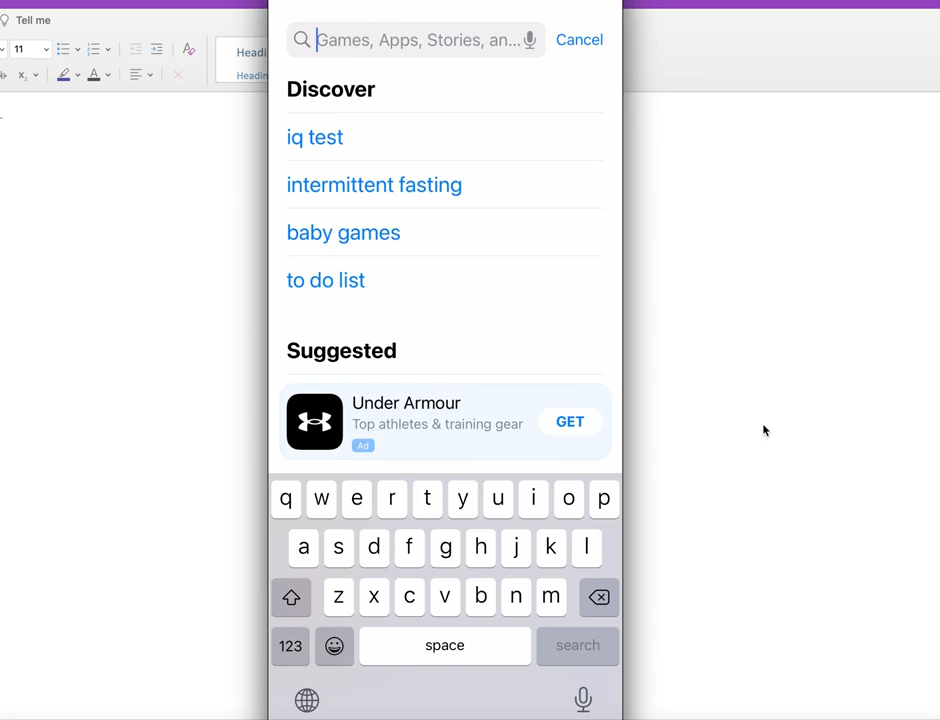 Tell me
11
Headi
x₂
A
Headin
Games, Apps, Stories, an...
Cancel
Discover
iq test
intermittent fasting
baby games
to do list
Suggested
Under Armour
Top athletes & training gear
GET
Ad
q w e r t y u i o p
a s d f g h j k l
z x c v b n m
123
space
search